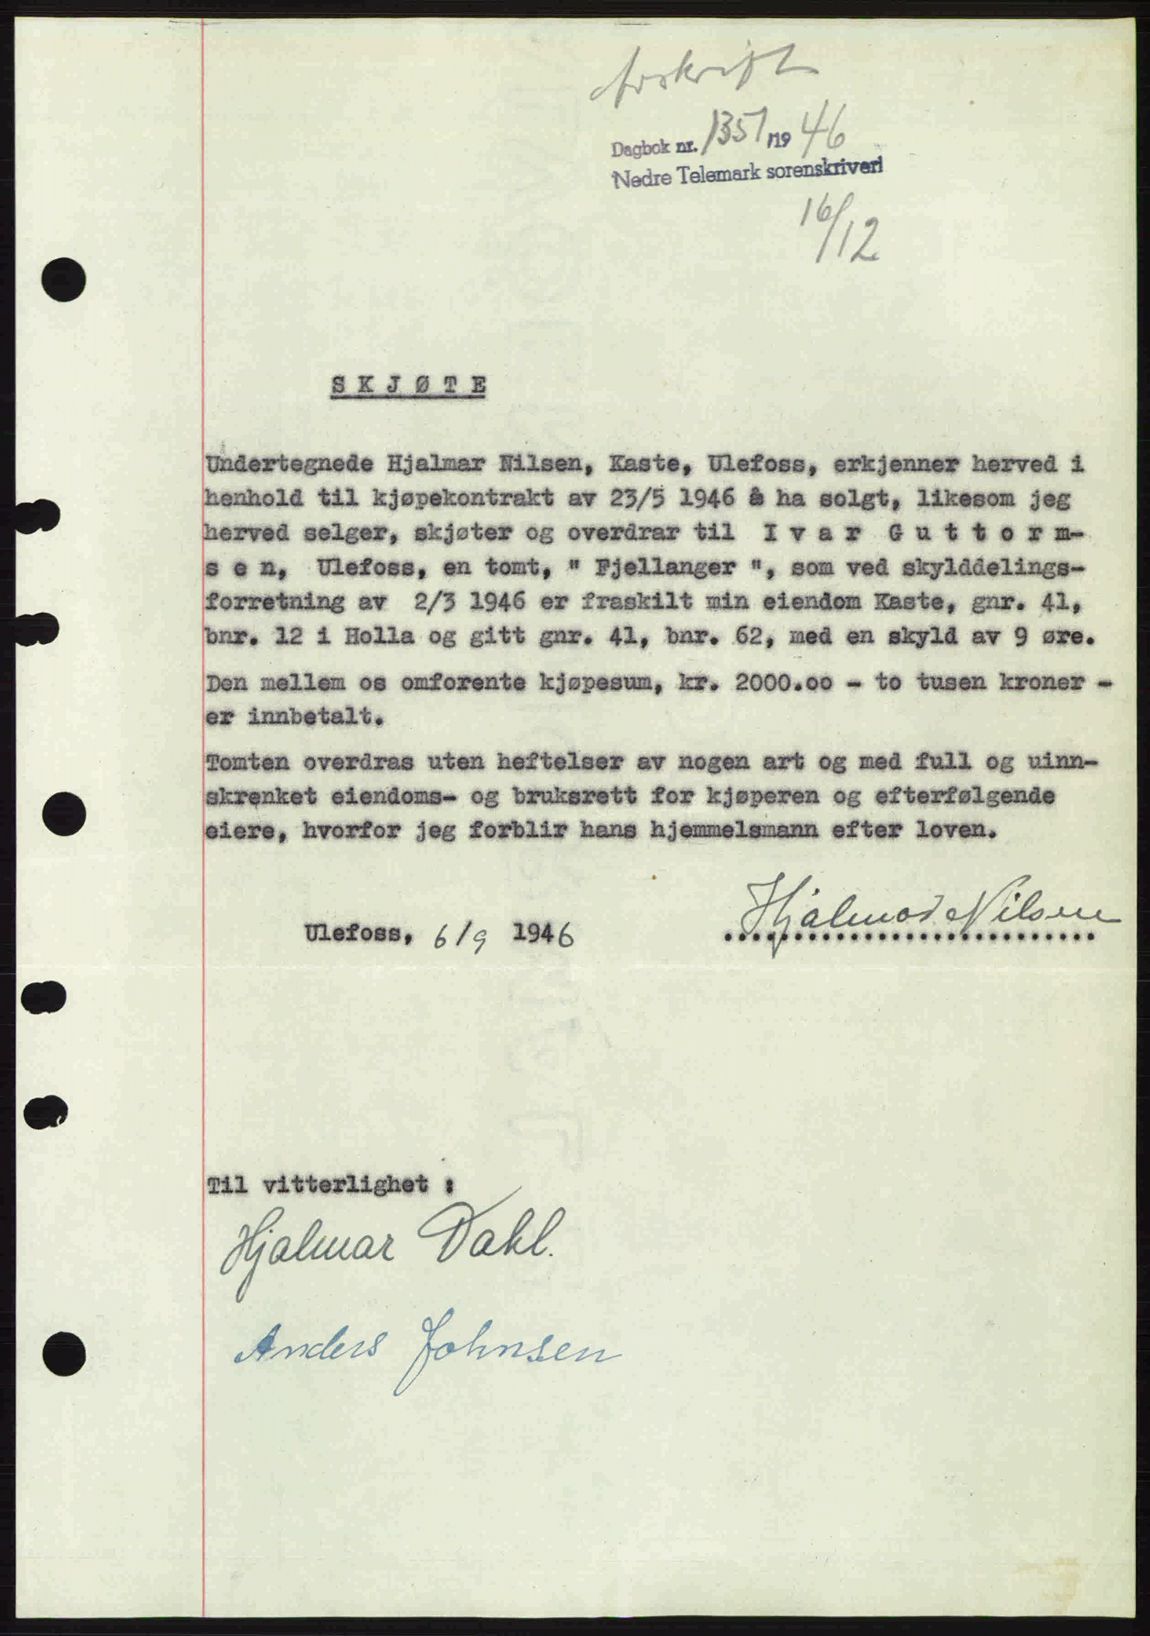 Avskrift
Dagbok nr. 1351/1946
Nedre Telemark sorenskriveri
16/12
S K J Ø T E
Undertegnede Hjalmar Nilsen, Kaste, Ulefoss, erkjenner herved i
henhold til kjøpekontrakt av 23/5 1946 å ha solgt, likesom jeg
herved selger, skjøter og overdrar til I v a r G u t t o r m-
s e n, Ulefoss, en tomt, " Fjellanger ", som ved skylddelings-
forretning av 2/3 1946 er fraskilt min eiendom Kaste, gnr. 41,
bnr. 12 i Holla og gitt gnr. 41, bnr. 62, med en skyld av 9 øre.
Den mellem os omforente kjøpesum, kr. 2000.oo - to tusen kroner -
er innbetalt.
Tomten overdras uten heftelser av nogen art og med full og uinn-
skrenket eiendoms- og bruksrett for kjøperen og efterfølgende
eiere, hvorfor jeg forblir hans hjemmelsmann efter loven.
Ulefoss, 6/9 1946 Hjalmar Nilsen
Til vitterlighet :
Hjalmar Dahl.
Anders Johnsen